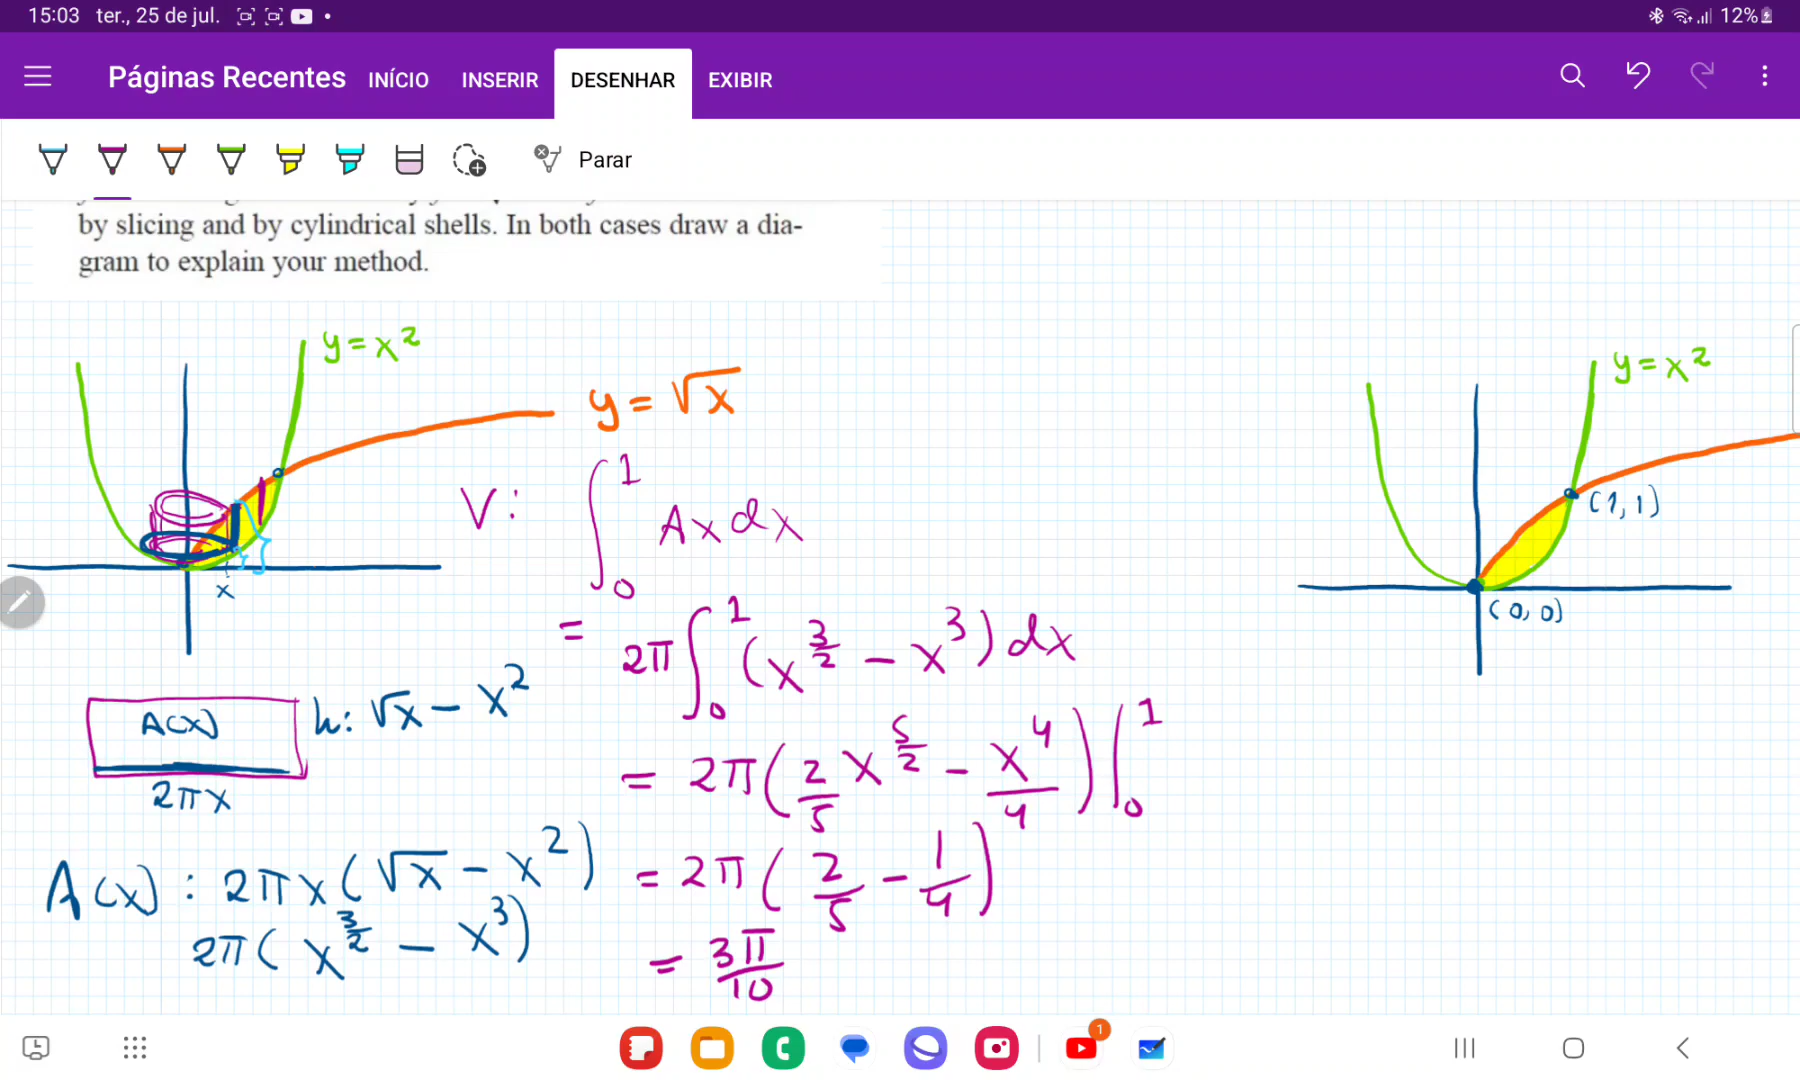 15:03 ter., 25 de jul.
12%
Páginas Recentes INÍCIO INSERIR DESENHAR EXIBIR
Parar
by slicing and by cylindrical shells. In both cases draw a dia-
gram to explain your method.
y = x²
y = √x
x
V: ∫₀¹ Ax dx
= 2π ∫₀¹ (x^(3/2) − x³) dx
= 2π (2/5 x^(5/2) − x⁴/4) |₀¹
= 2π (2/5 − 1/4)
= 3π/10
A(x)
h: √x − x²
2πx
A(x) : 2πx (√x − x²)
2π (x^(3/2) − x³)
y = x²
(1, 1)
(0, 0)
1